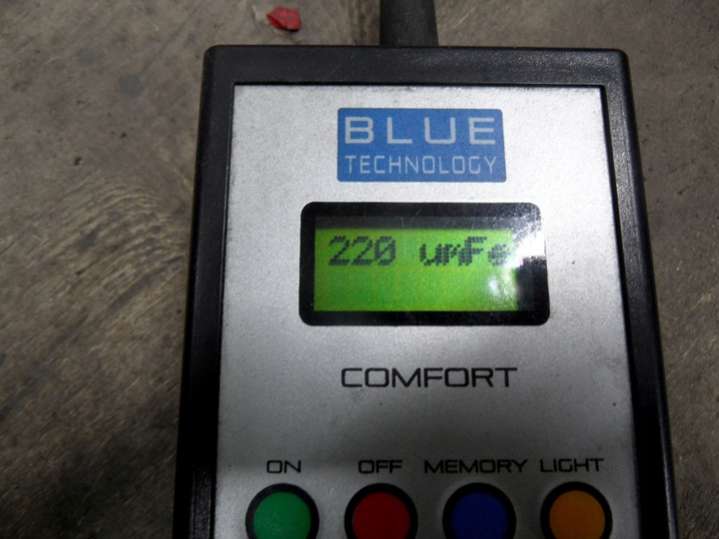 BLUE
TECHNOLOGY
220 umFe
COMFORT
ON OFF MEMORY LIGHT